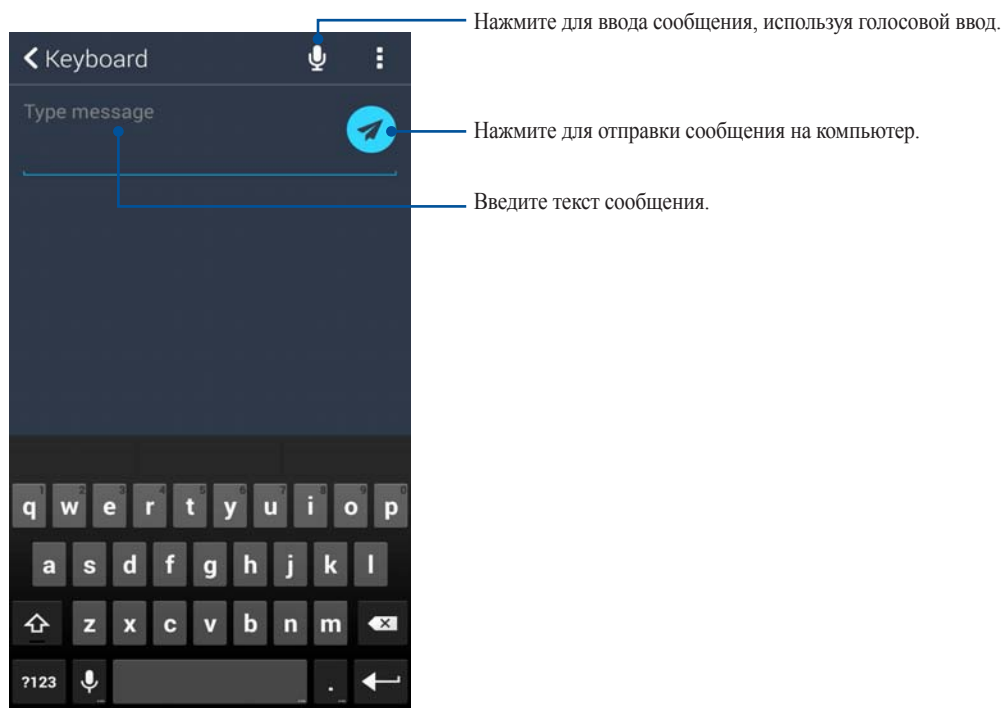 Нажмите для ввода сообщения, используя голосовой ввод.
Keyboard
Type message
Нажмите для отправки сообщения на компьютер.
Введите текст сообщения.
1 2 3 4 5 6 7 8 9 0
q w e r t y u i o p
a s d f g h j k l
z x c v b n m
?123 .